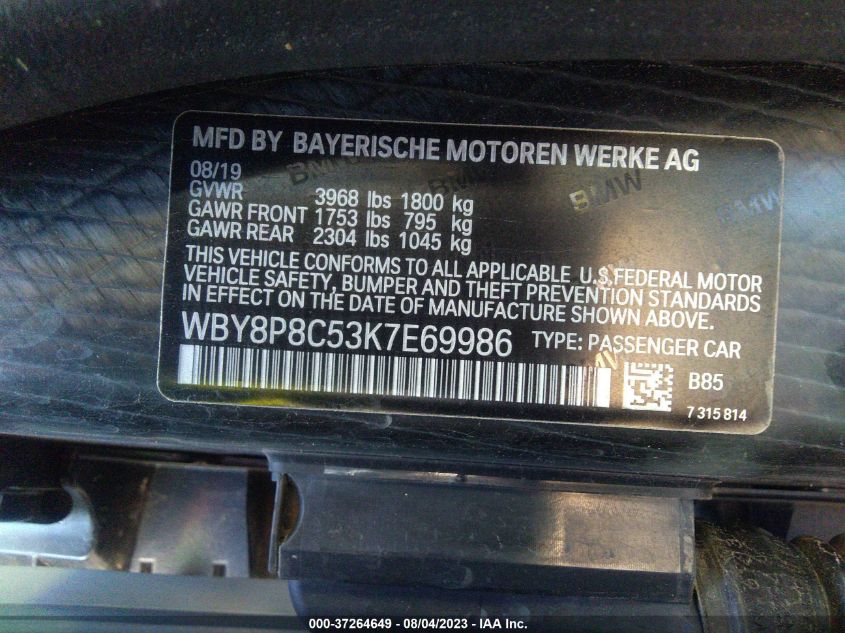 MFD BY BAYERISCHE MOTOREN WERKE AG
08/19
GVWR 3968 lbs 1800 kg
GAWR FRONT 1753 lbs 795 kg
GAWR REAR 2304 lbs 1045 kg
THIS VEHICLE CONFORMS TO ALL APPLICABLE U.S.FEDERAL MOTOR
VEHICLE SAFETY, BUMPER AND THEFT PREVENTION STANDARDS
IN EFFECT ON THE DATE OF MANUFACTURE SHOWN ABOVE.
WBY8P8C53K7E69986 TYPE: PASSENGER CAR
B85
7 315 814
BMW
BMW
BMW
000-37264649 — 08/04/2023 — IAA Inc.